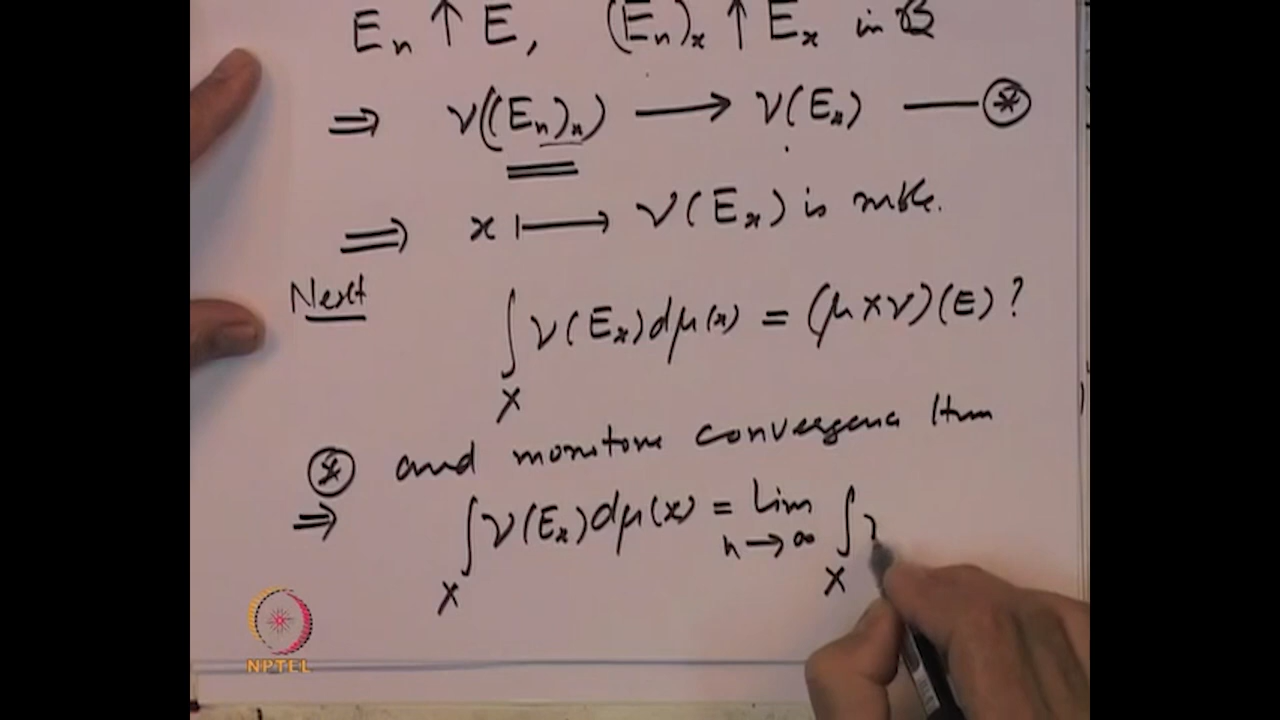 Eₙ ↑ E, (Eₙ)ₓ ↑ Eₓ in 𝓑
⇒ ν((Eₙ)ₓ) ⟶ ν(Eₓ) — ⊛
⇒ x ⟼ ν(Eₓ) is mble.
Next ∫_X ν(Eₓ)dμ(x) = (μ×ν)(E)?
⊛ and monotone convergence thm
⇒ ∫_X ν(Eₓ)dμ(x) = Lim_{n→∞} ∫_X ν
NPTEL